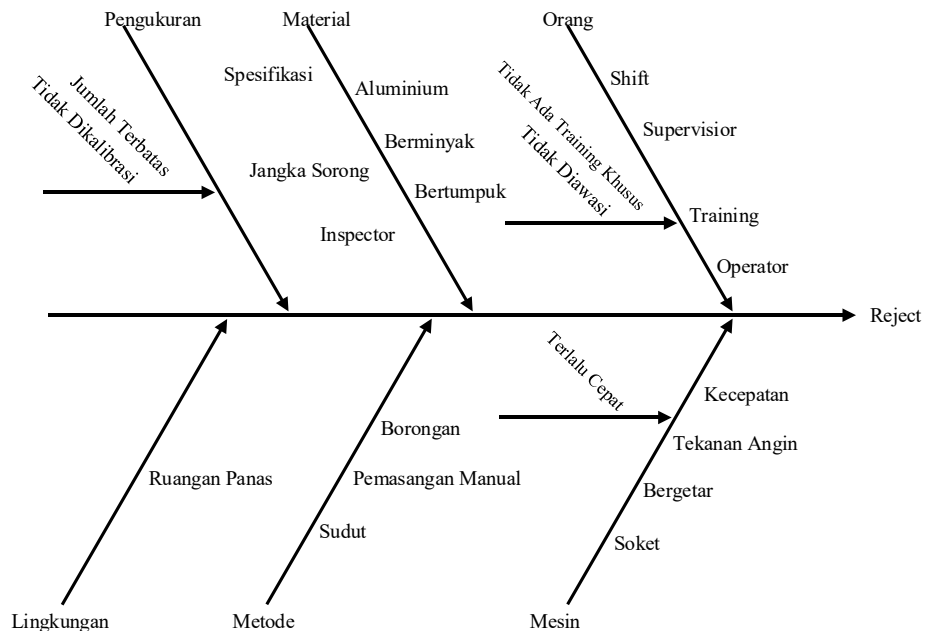 Pengukuran
Material
Orang
Spesifikasi
Jumlah Terbatas
Tidak Dikalibrasi
Jangka Sorong
Inspector
Aluminium
Berminyak
Bertumpuk
Tidak Ada Training Khusus
Tidak Diawasi
Shift
Supervisior
Training
Operator
Reject
Ruangan Panas
Borongan
Pemasangan Manual
Sudut
Terlalu Cepat
Kecepatan
Tekanan Angin
Bergetar
Soket
Lingkungan
Metode
Mesin